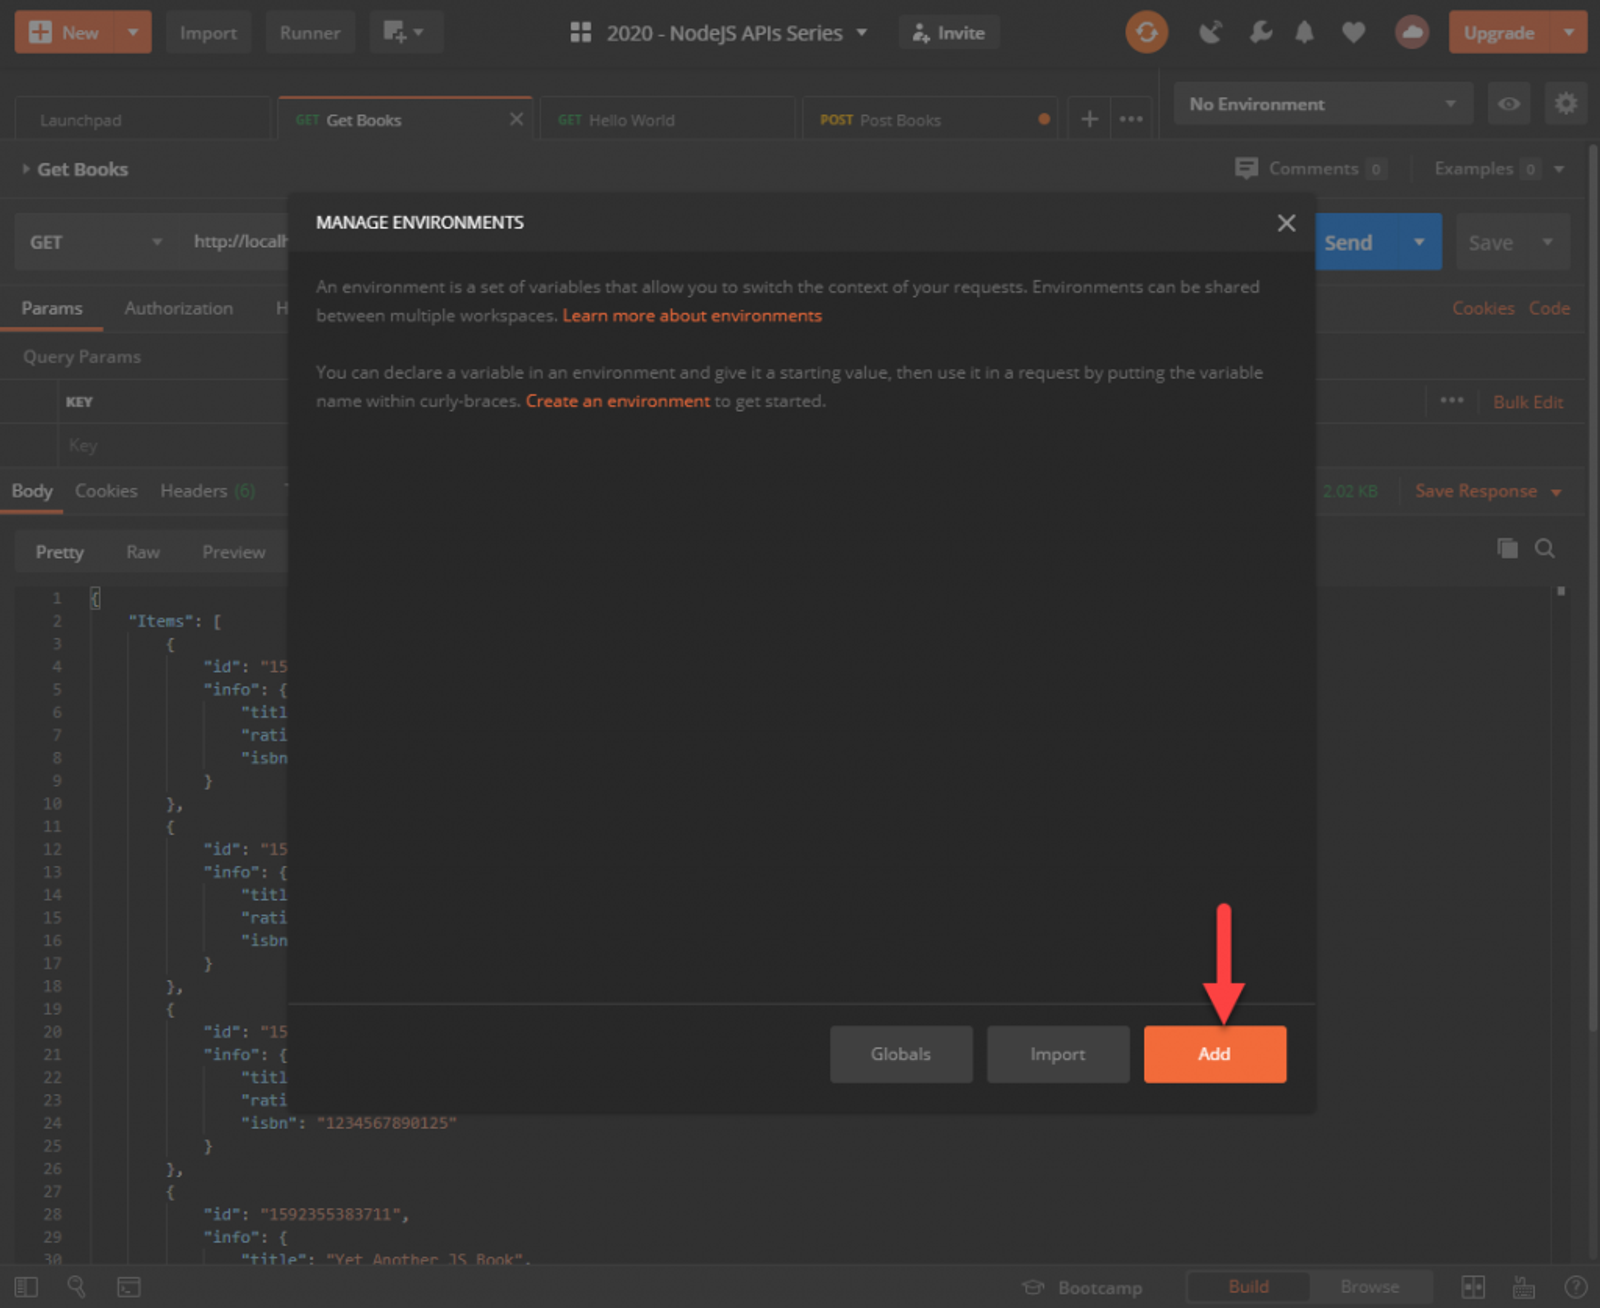 New Import Runner 2020 - NodeJS APIs Series Invite Upgrade
Launchpad GET Get Books GET Hello World POST Post Books No Environment
Get Books Comments 0 Examples 0
GET http://local Send Save
Params Authorization H Cookies Code
Query Params
KEY Bulk Edit
Key
Body Cookies Headers (6) 2.02 KB Save Response
Pretty Raw Preview
MANAGE ENVIRONMENTS
An environment is a set of variables that allow you to switch the context of your requests. Environments can be shared
between multiple workspaces. Learn more about environments
You can declare a variable in an environment and give it a starting value, then use it in a request by putting the variable
name within curly-braces. Create an environment to get started.
Globals Import Add
1 {
2 "Items": [
3 {
4 "id": "15
5 "info": {
6 "titl
7 "rati
8 "isbn
9 }
10 },
11 {
12 "id": "15
13 "info": {
14 "titl
15 "rati
16 "isbn
17 }
18 },
19 {
20 "id": "15
21 "info": {
22 "titl
23 "rati
24 "isbn": "1234567890125"
25 }
26 },
27 {
28 "id": "1592355383711",
29 "info": {
30 "title": "Yet Another JS Book",
Bootcamp Build Browse